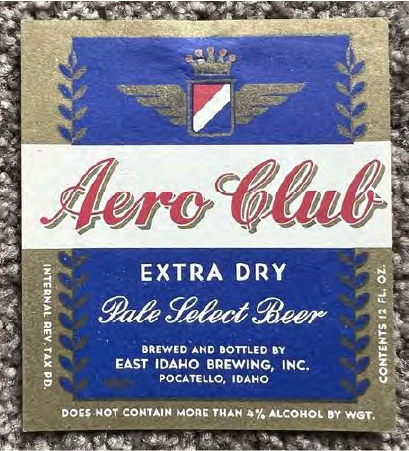 Aero Club
EXTRA DRY
Pale Select Beer
BREWED AND BOTTLED BY
EAST IDAHO BREWING, INC.
POCATELLO, IDAHO
INTERNAL REV. TAX PD.
CONTENTS 12 FL. OZ.
DOES NOT CONTAIN MORE THAN 4% ALCOHOL BY WGT.